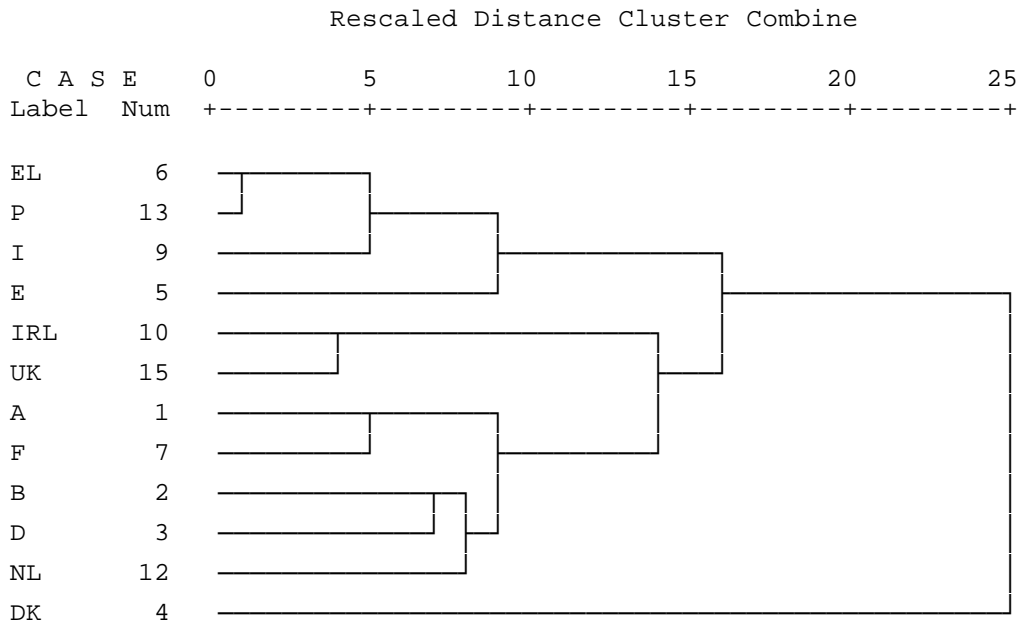 Rescaled Distance Cluster Combine
C A S E 0 5 10 15 20 25
Label Num +---------+---------+---------+---------+---------+
EL 6
P 13
I 9
E 5
IRL 10
UK 15
A 1
F 7
B 2
D 3
NL 12
DK 4